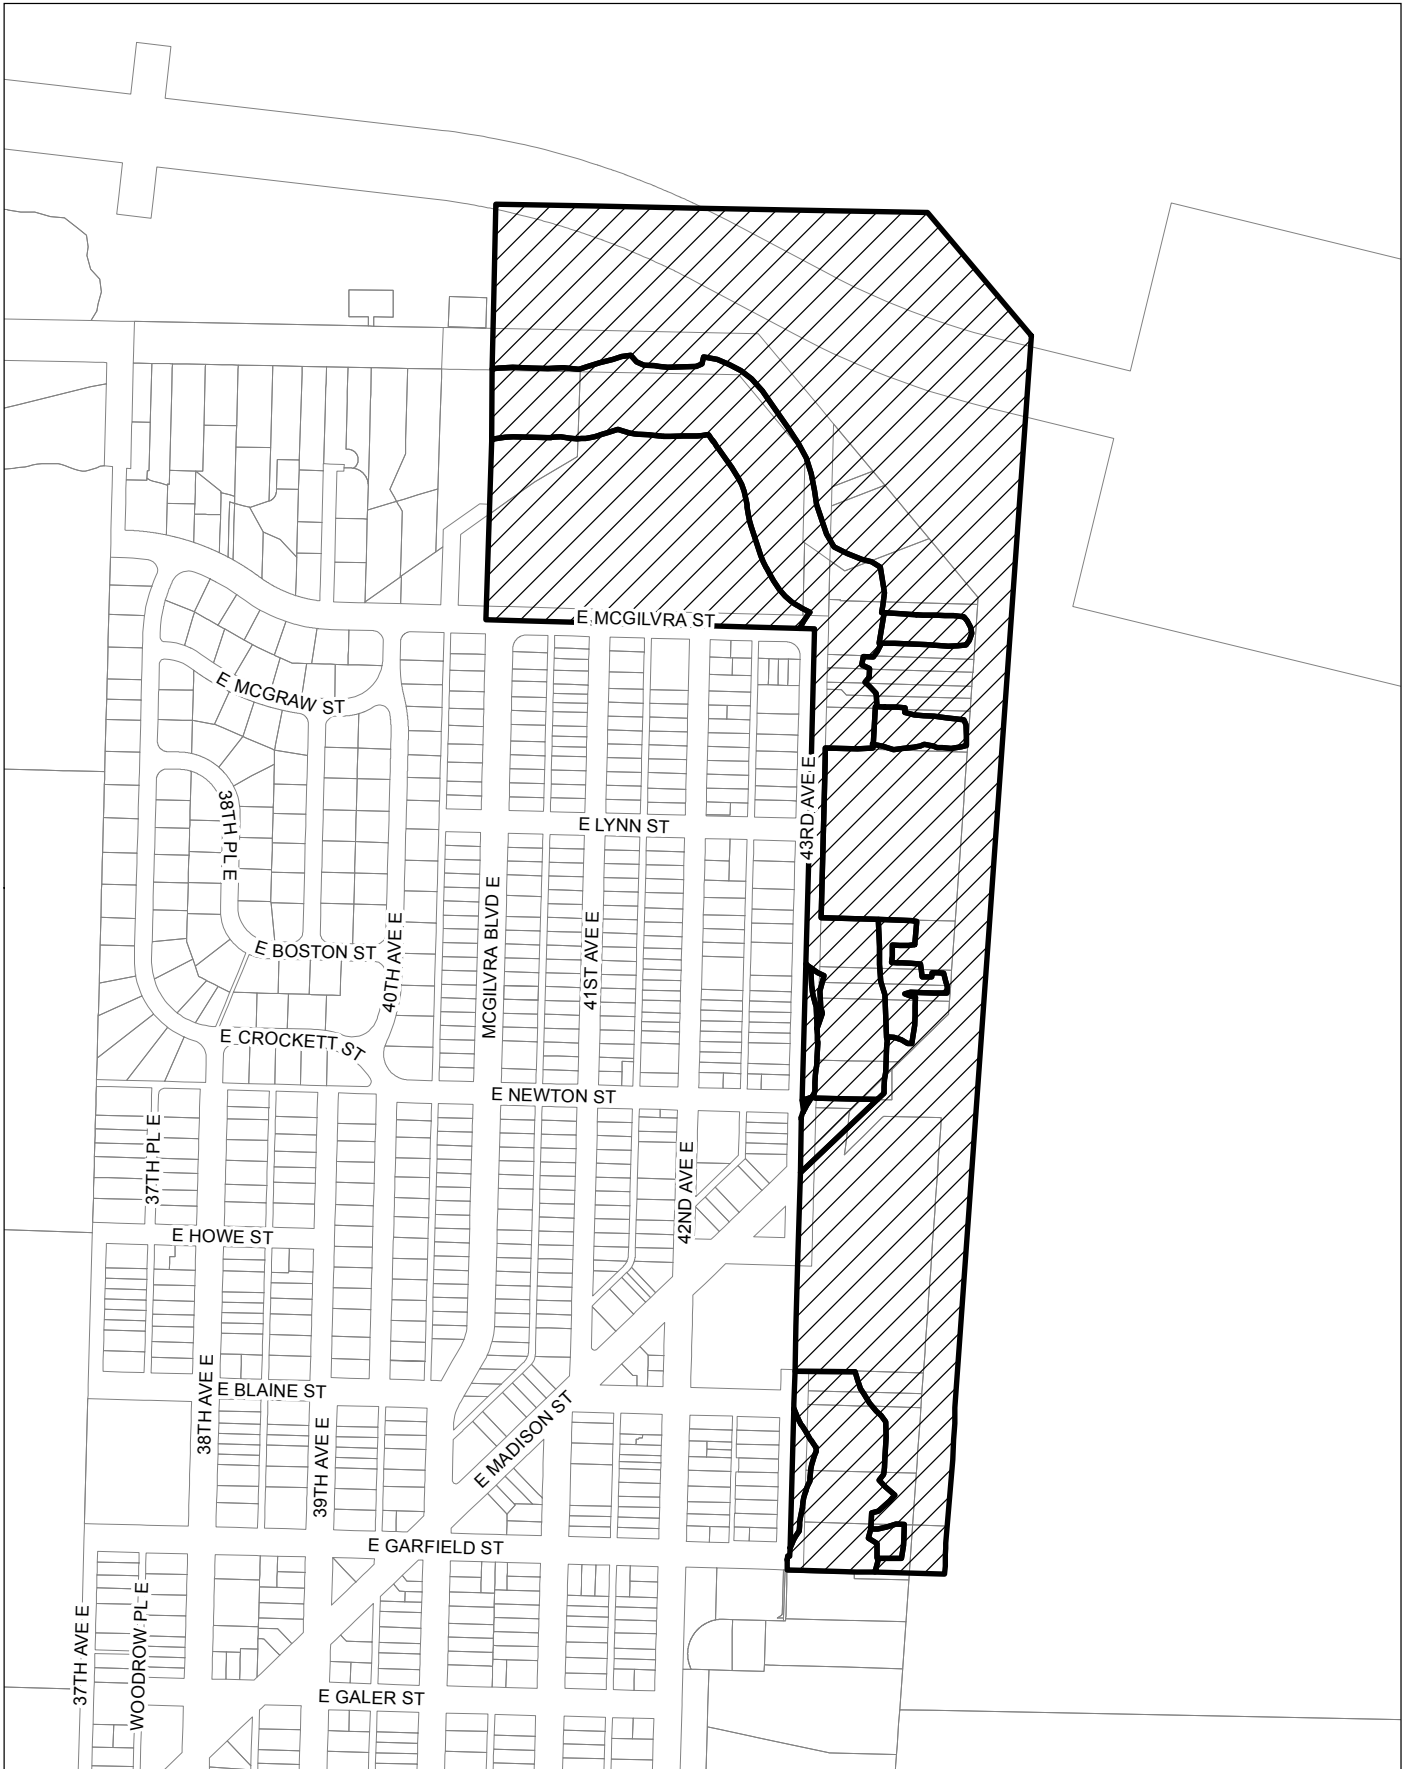 E MCGILVRA ST
E MCGRAW ST
43RD AVE E
38TH PL E
E LYNN ST
MCGILVRA BLVD E
41ST AVE E
40TH AVE E
E BOSTON ST
E CROCKETT ST
E NEWTON ST
37TH PL E
42ND AVE E
E HOWE ST
38TH AVE E
E BLAINE ST
39TH AVE E
E MADISON ST
E GARFIELD ST
37TH AVE E
WOODROW PL E
E GALER ST